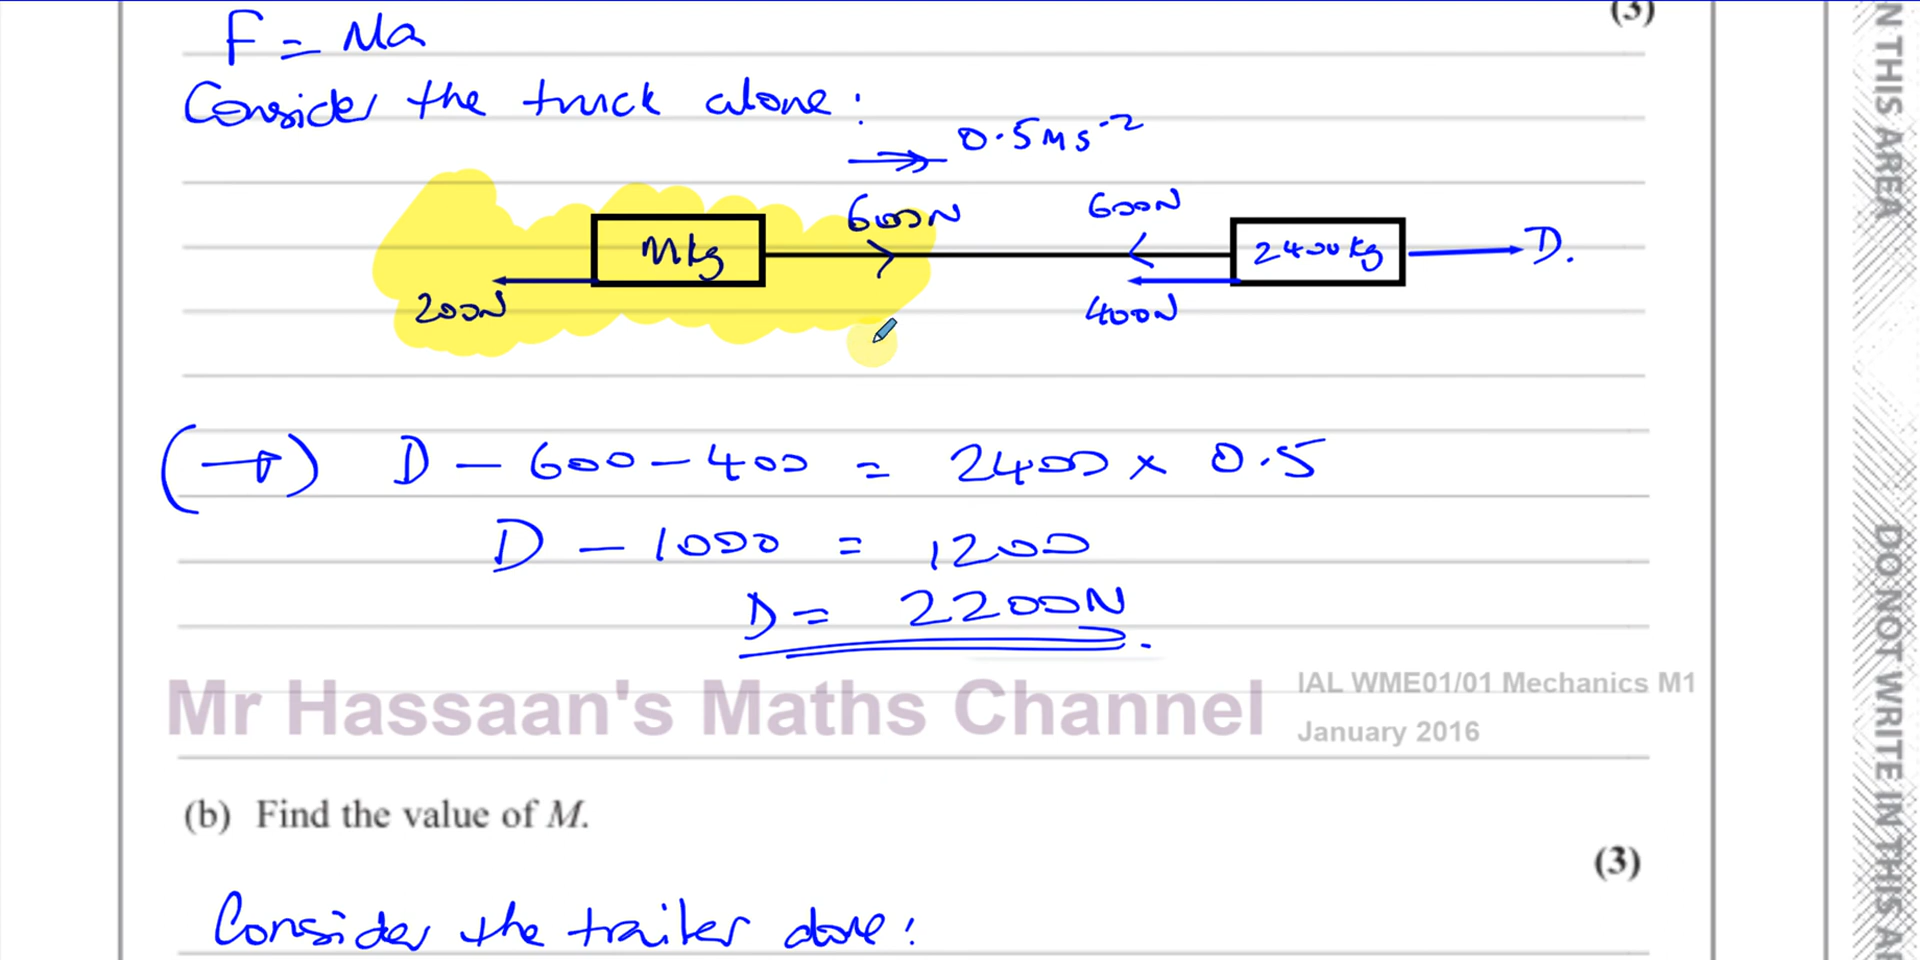 (3)
F = Ma
Consider the truck alone:
0.5ms⁻²
600N
600N
Mkg
2400kg
D.
200N
400N
(→) D - 600 - 400 = 2400 × 0.5
D - 1000 = 1200
D = 2200N.
Mr Hassaan's Maths Channel
IAL WME01/01 Mechanics M1
January 2016
(b) Find the value of M.
(3)
Consider the trailer alone:
N THIS AREA
DO NOT WRITE IN THIS A